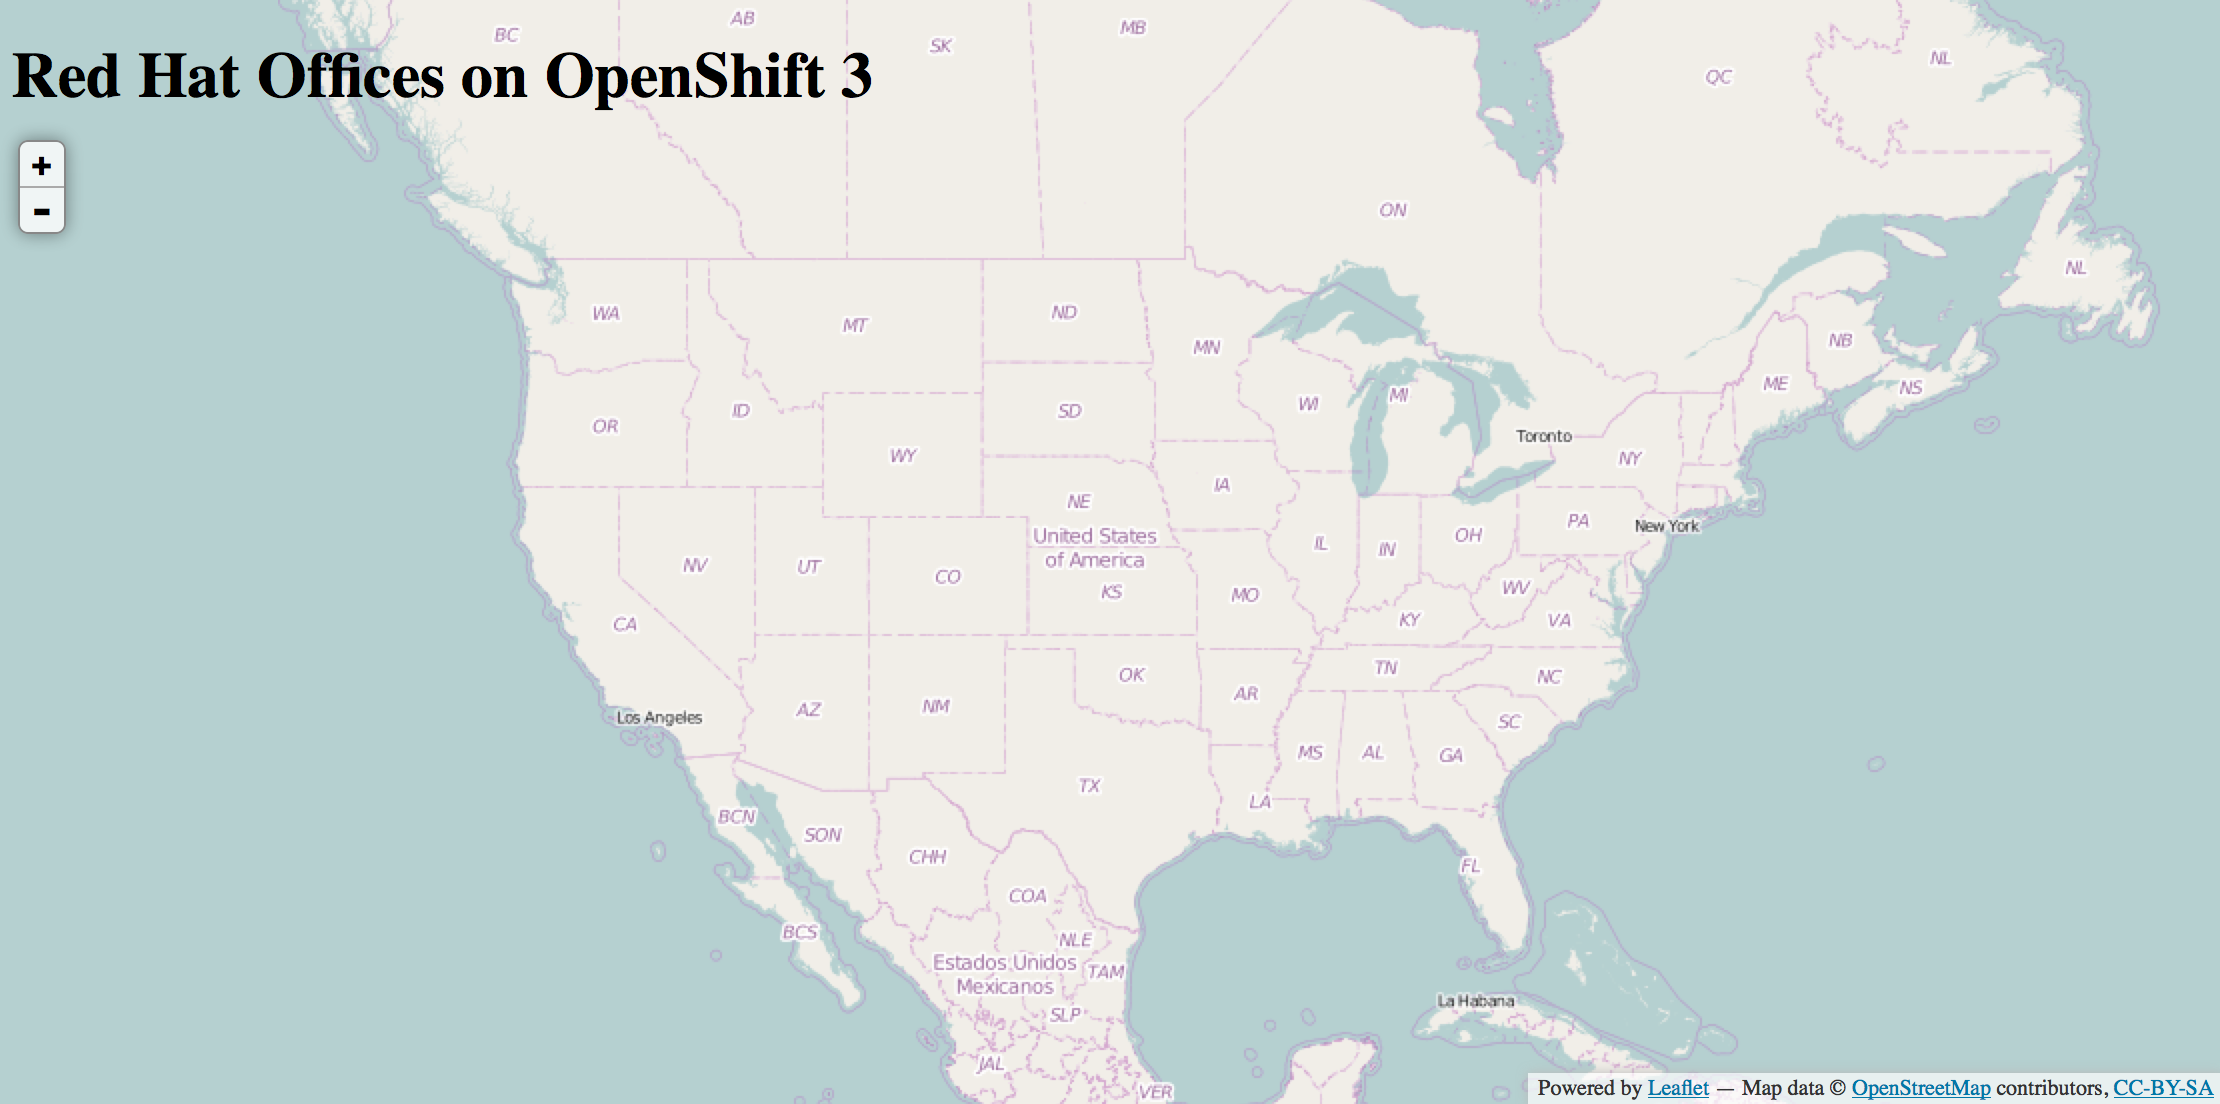 BC
AB
SK
MB
QC
NL
Red Hat Offices on OpenShift 3
+
-
ON
NL
WA
MT
ND
MN
NB
OR
ID
SD
WI
MI
ME
NS
Toronto
WY
NY
NE
IA
United States
of America
IL
IN
OH
PA
New York
NV
UT
CO
KS
MO
WV
CA
KY
VA
TN
NC
OK
AR
AZ
NM
SC
Los Angeles
MS
AL
GA
TX
LA
BCN
SON
CHH
FL
COA
BCS
NLE
Estados Unidos
Mexicanos
TAM
SLP
La Habana
JAL
VER
Powered by Leaflet — Map data © OpenStreetMap contributors, CC-BY-SA